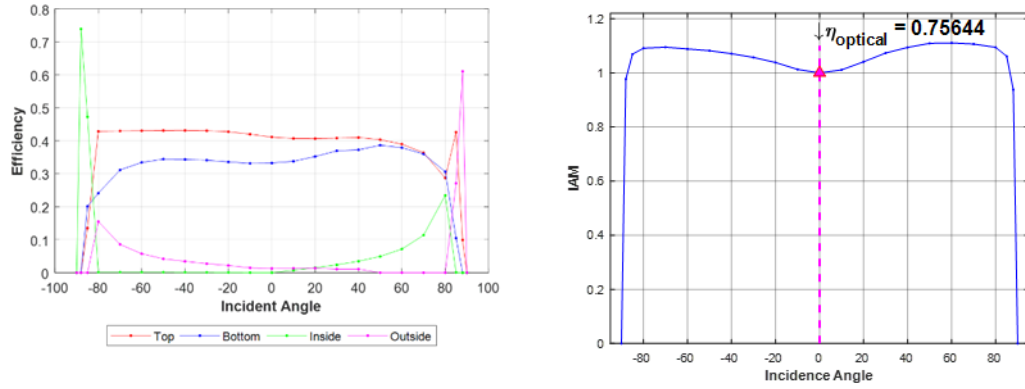 0.8
0.7
0.6
0.5
0.4
0.3
0.2
0.1
0
Efficiency
-100 -80 -60 -40 -20 0 20 40 60 80 100
Incident Angle
Top Bottom Inside Outside
1.2
1
0.8
0.6
0.4
0.2
0
IAM
↓η optical = 0.75644
-80 -60 -40 -20 0 20 40 60 80
Incidence Angle